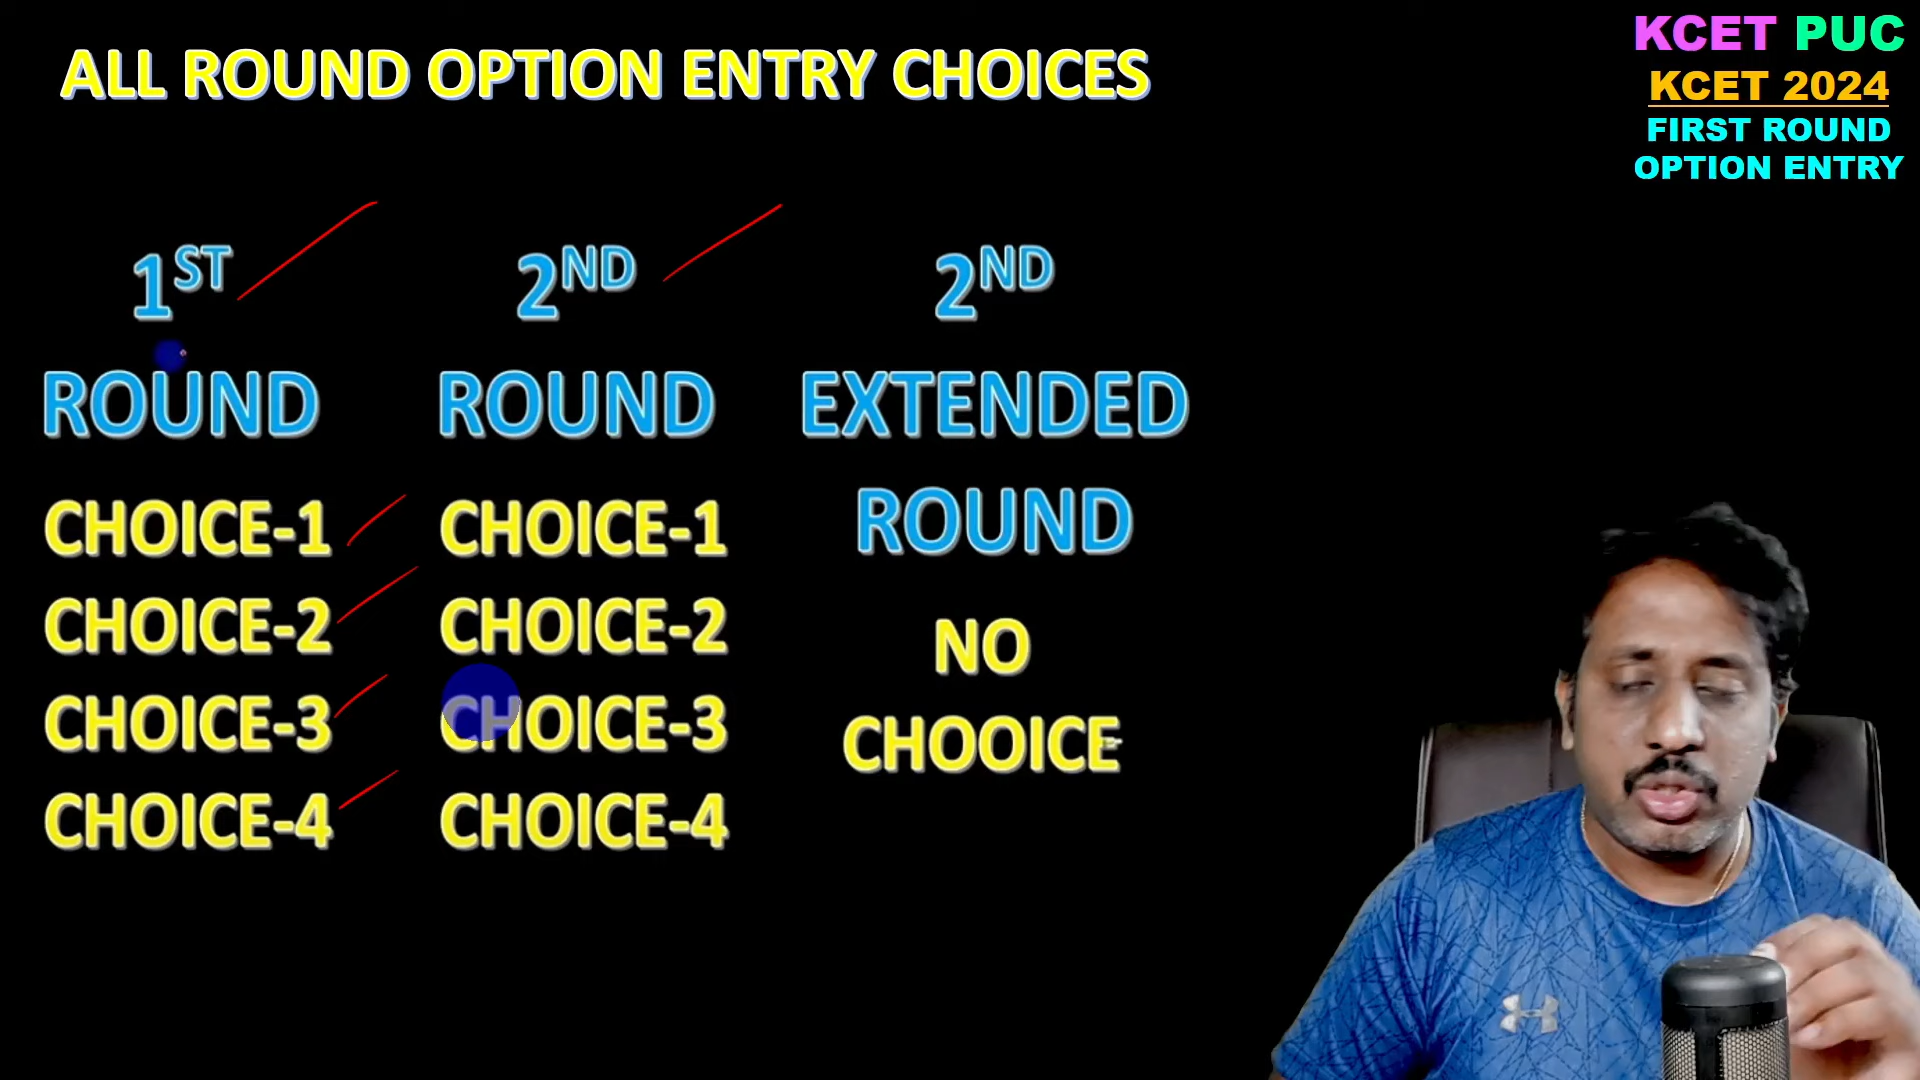 ALL ROUND OPTION ENTRY CHOICES
KCET PUC
KCET 2024
FIRST ROUND
OPTION ENTRY
1ST
ROUND
CHOICE-1
CHOICE-2
CHOICE-3
CHOICE-4
2ND
ROUND
CHOICE-1
CHOICE-2
CHOICE-3
CHOICE-4
2ND
EXTENDED
ROUND
NO
CHOOICE